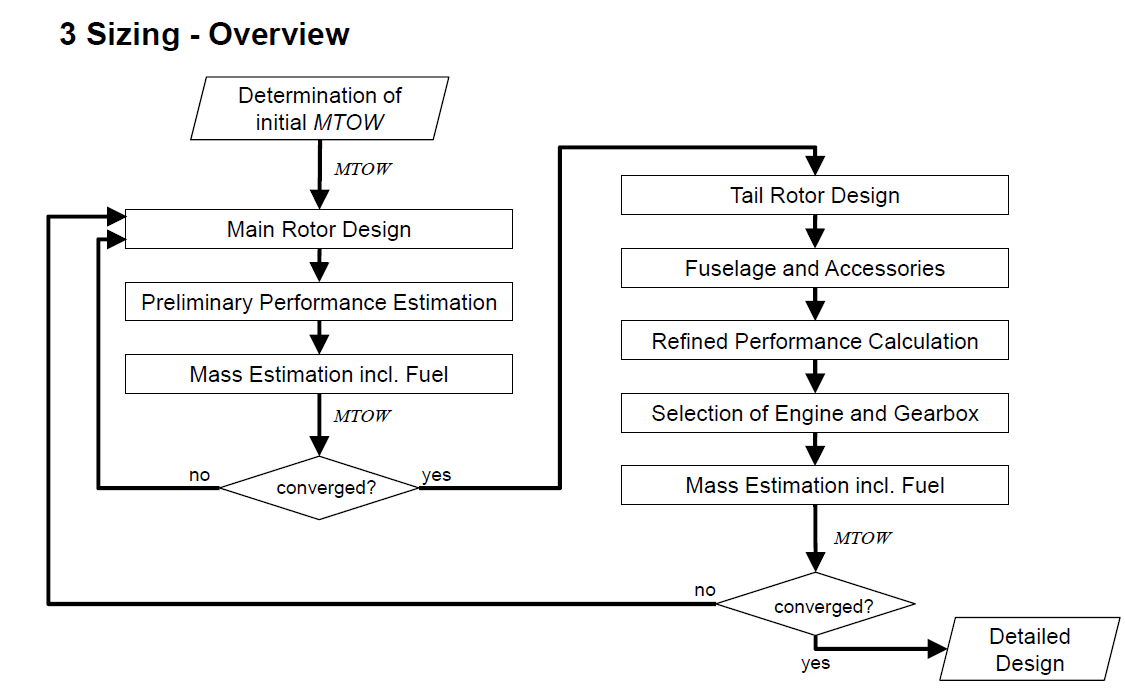 3 Sizing - Overview
Determination of
initial MTOW
MTOW
Main Rotor Design
Preliminary Performance Estimation
Mass Estimation incl. Fuel
MTOW
no
converged?
yes
Tail Rotor Design
Fuselage and Accessories
Refined Performance Calculation
Selection of Engine and Gearbox
Mass Estimation incl. Fuel
MTOW
no
converged?
yes
Detailed
Design